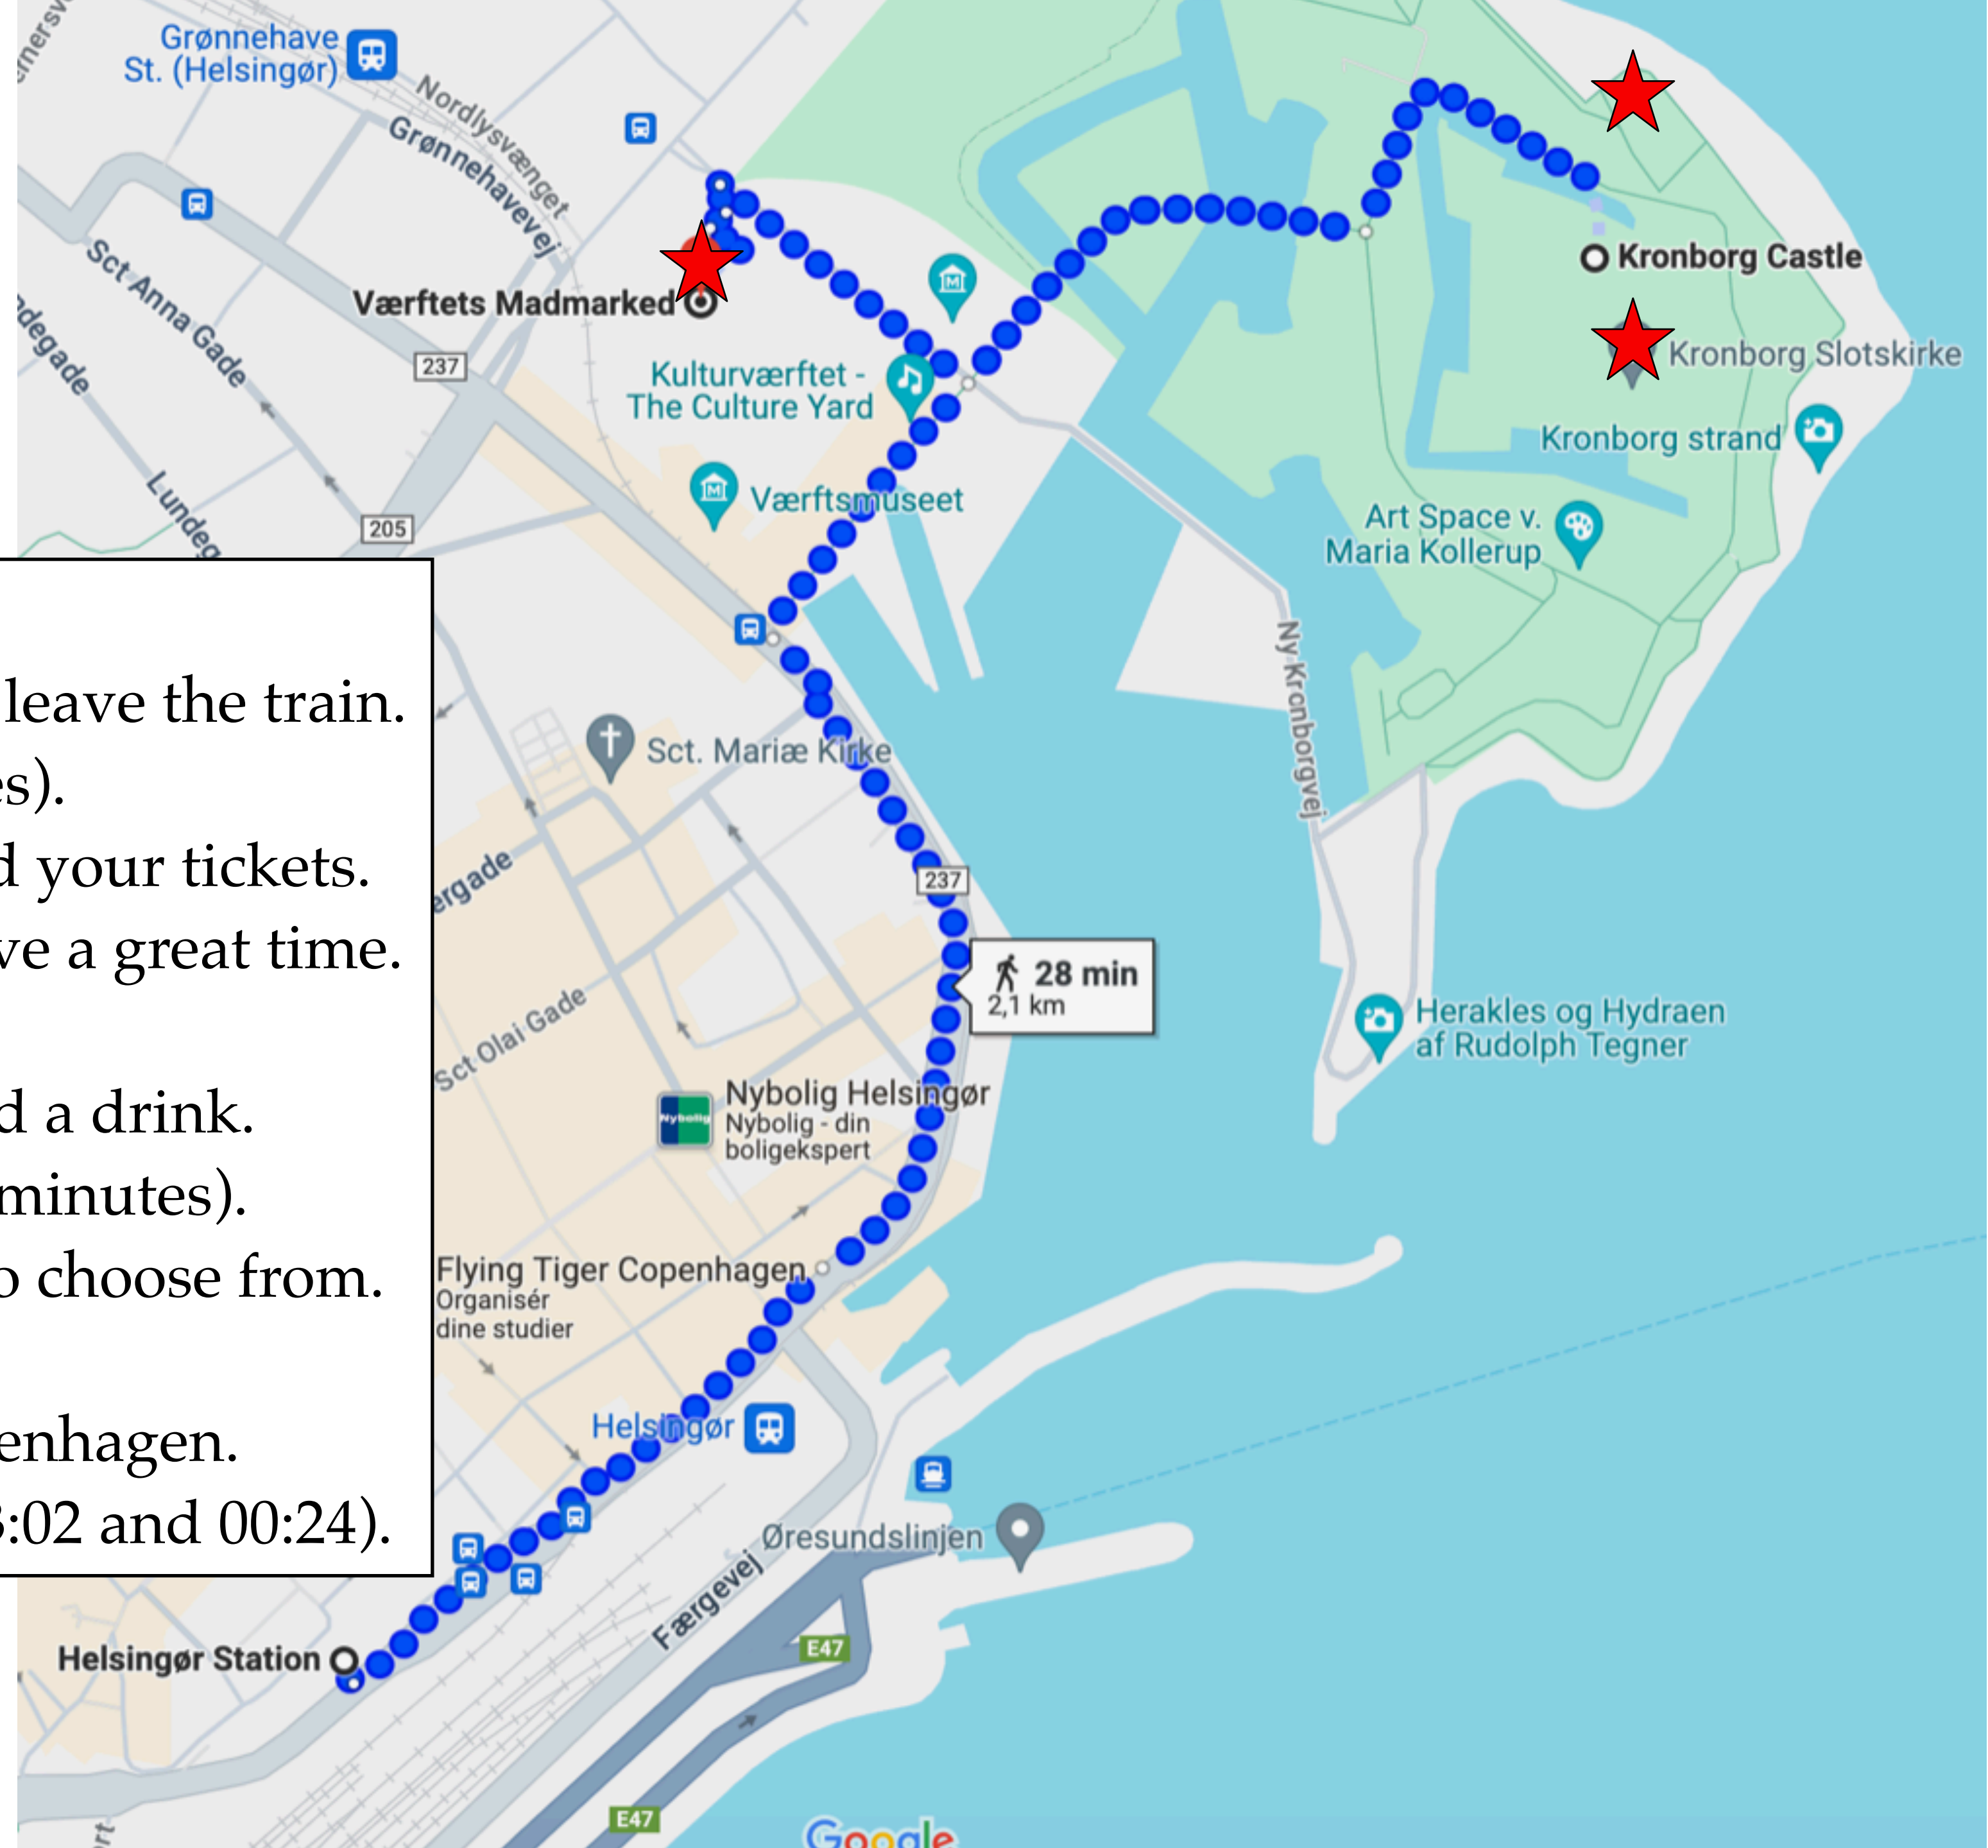 Grønnehave
St. (Helsingør)
Nordlysvænget
Grønnehavevej
Sct Anna Gade
237
Værftets Madmarked
Kronborg Castle
Kronborg Slotskirke
Kulturværftet -
The Culture Yard
Kronborg strand
Værftsmuseet
Art Space v.
Maria Kollerup
205
Ny Kronborgvej
leave the train.
your tickets.
a great time.
a drink.
minutes).
choose from.
and 00:24).
Sct. Mariæ Kirke
237
28 min
2,1 km
Sct Olai Gade
Herakles og Hydraen
af Rudolph Tegner
Nybolig
Nybolig Helsingør
Nybolig - din
boligekspert
Flying Tiger Copenhagen
Organisér
dine studier
Helsingør
Øresundslinjen
Færgevej
Helsingør Station
E47
E47
Google